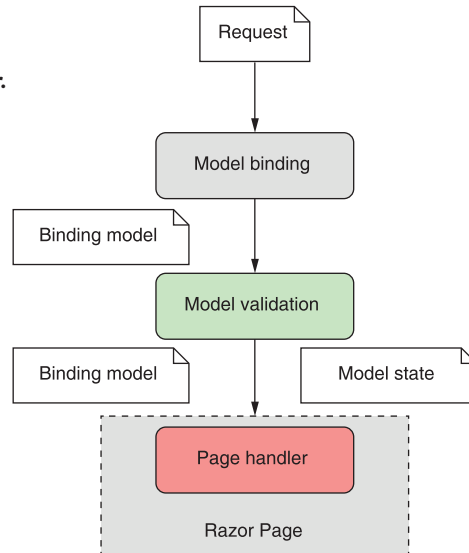 Request
Model binding
Binding model
Model validation
Binding model
Model state
Page handler
Razor Page